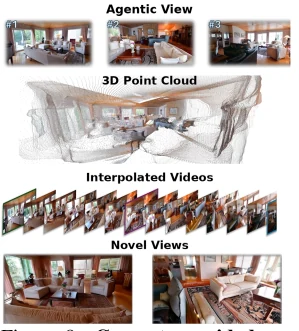 Agentic View
#1 #2 #3
3D Point Cloud
Interpolated Videos
Novel Views